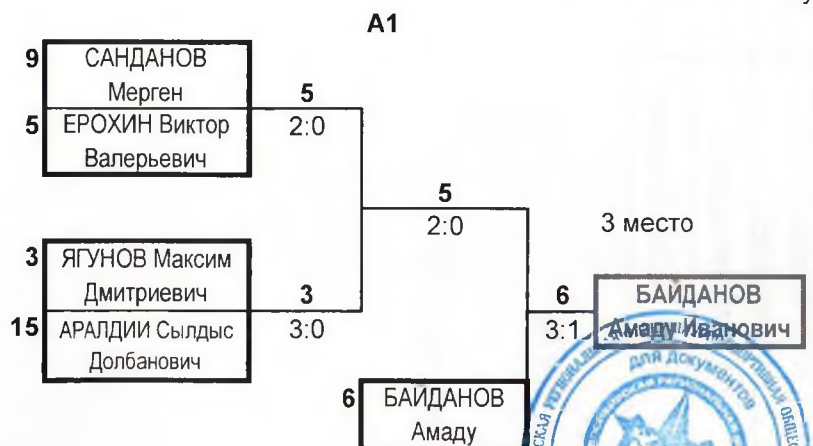 А1
9 САНДАНОВ
Мерген
5 ЕРОХИН Виктор
Валерьевич
5
2:0
3 ЯГУНОВ Максим
Дмитриевич
15 АРАЛДИИ Сылдыс
Долбанович
3
3:0
5
2:0
6 БАЙДАНОВ
Амаду
3 место
6
3:1
БАЙДАНОВ
Амаду Иванович
для документов